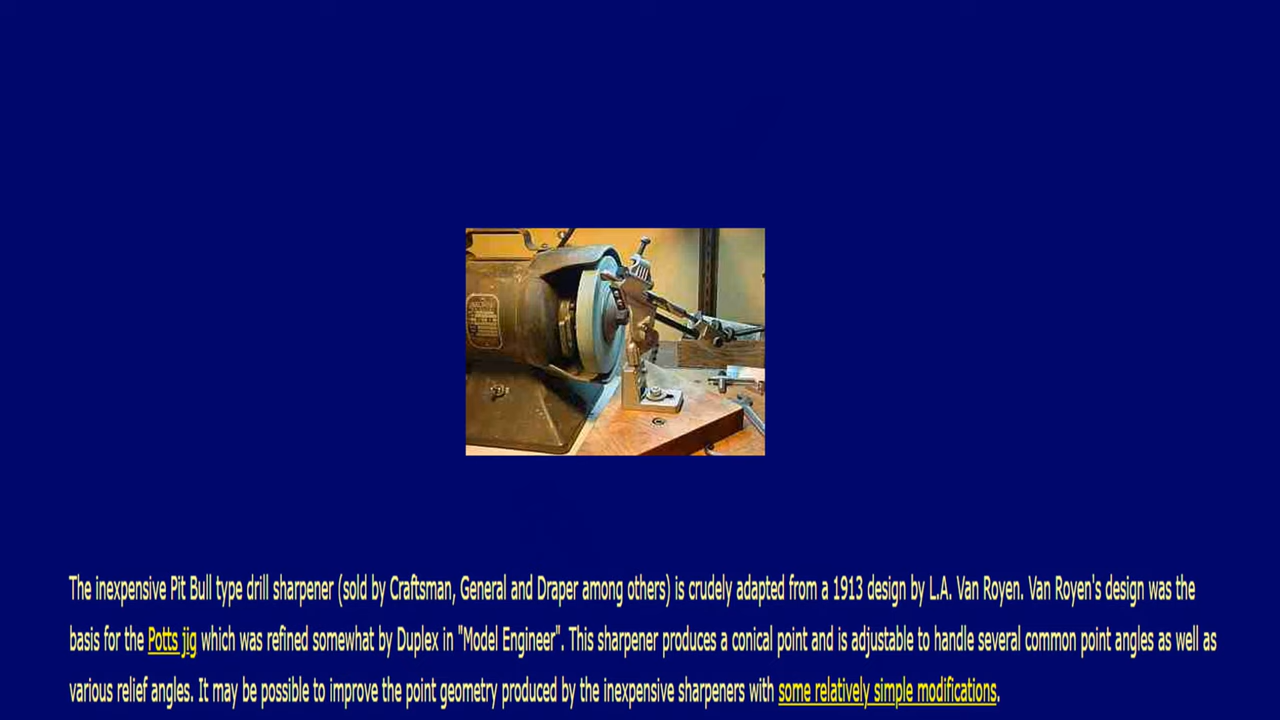 The inexpensive Pit Bull type drill sharpener (sold by Craftsman, General and Draper among others) is crudely adapted from a 1913 design by L.A. Van Royen. Van Royen's design was the
basis for the Potts jig which was refined somewhat by Duplex in "Model Engineer". This sharpener produces a conical point and is adjustable to handle several common point angles as well as
various relief angles. It may be possible to improve the point geometry produced by the inexpensive sharpeners with some relatively simple modifications.